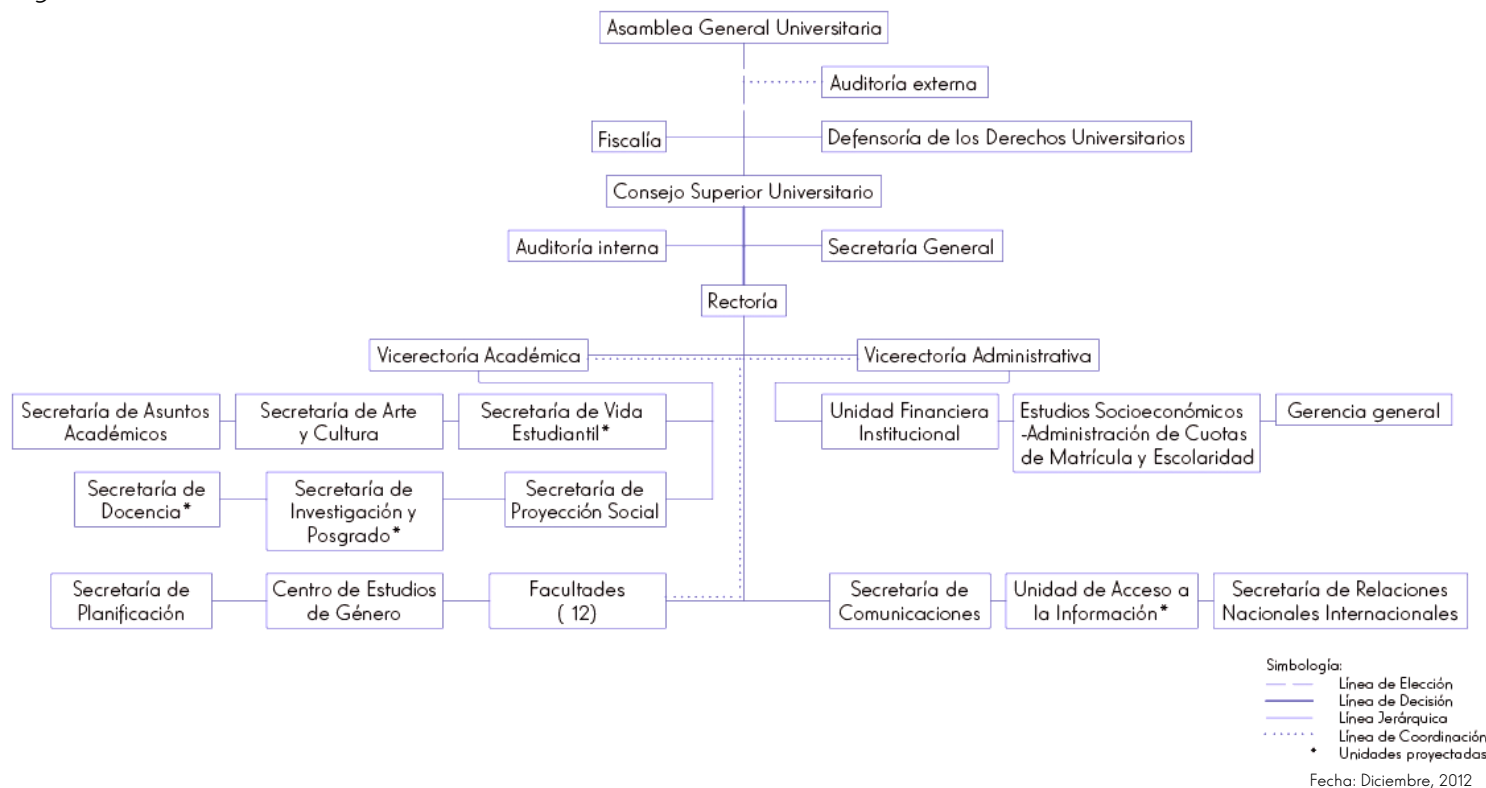 Asamblea General Universitaria
Auditoría externa
Fiscalía
Defensoría de los Derechos Universitarios
Consejo Superior Universitario
Auditoría interna
Secretaría General
Rectoría
Vicerectoría Académica
Vicerectoría Administrativa
Secretaría de Asuntos
Académicos
Secretaría de Arte
y Cultura
Secretaría de Vida
Estudiantil*
Unidad Financiera
Institucional
Estudios Socioeconómicos
-Administración de Cuotas
de Matrícula y Escolaridad
Gerencia general
Secretaría de
Docencia*
Secretaría de
Investigación y
Posgrado*
Secretaría de
Proyección Social
Secretaría de
Planificación
Centro de Estudios
de Género
Facultades
( 12)
Secretaría de
Comunicaciones
Unidad de Acceso a
la Información*
Secretaría de Relaciones
Nacionales Internacionales
Simbología:
Línea de Elección
Línea de Decisión
Línea Jerárquica
Línea de Coordinación
* Unidades proyectadas
Fecha: Diciembre, 2012